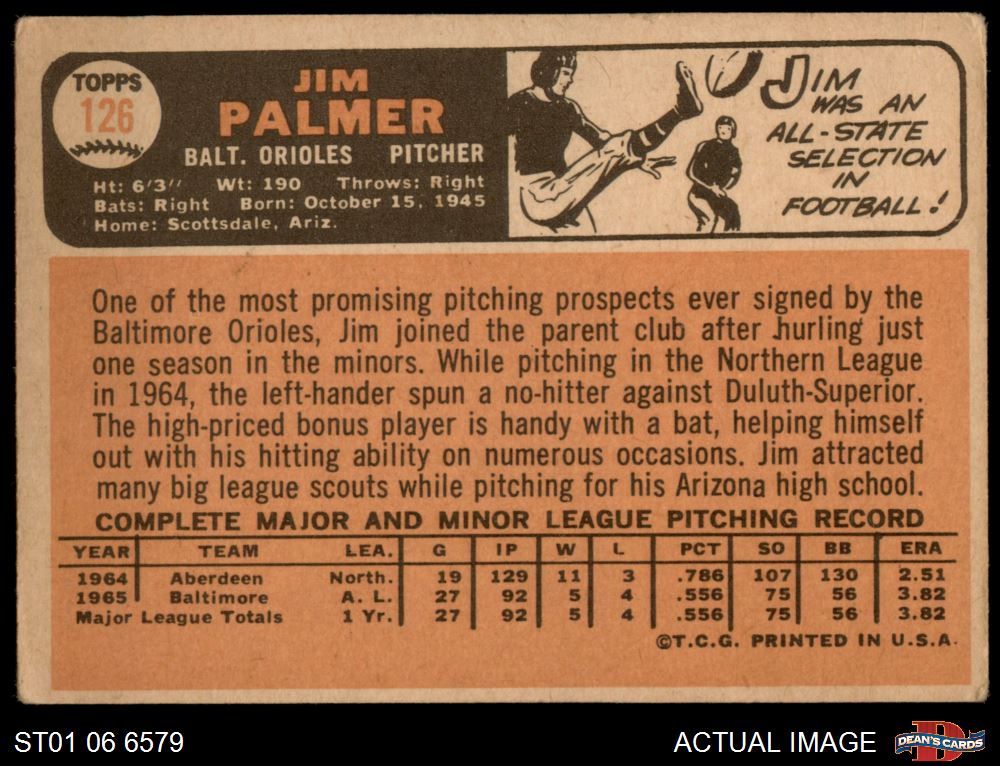 TOPPS
126
JIM
PALMER
BALT. ORIOLES PITCHER
Ht: 6'3" Wt: 190 Throws: Right
Bats: Right Born: October 15, 1945
Home: Scottsdale, Ariz.
JIM
WAS AN
ALL-STATE
SELECTION
IN
FOOTBALL!
One of the most promising pitching prospects ever signed by the
Baltimore Orioles, Jim joined the parent club after hurling just
one season in the minors. While pitching in the Northern League
in 1964, the left-hander spun a no-hitter against Duluth-Superior.
The high-priced bonus player is handy with a bat, helping himself
out with his hitting ability on numerous occasions. Jim attracted
many big league scouts while pitching for his Arizona high school.
COMPLETE MAJOR AND MINOR LEAGUE PITCHING RECORD
YEAR TEAM LEA. G IP W L PCT SO BB ERA
1964 Aberdeen North. 19 129 11 3 .786 107 130 2.51
1965 Baltimore A. L. 27 92 5 4 .556 75 56 3.82
Major League Totals 1 Yr. 27 92 5 4 .556 75 56 3.82
©T.C.G. PRINTED IN U.S.A.
ST01 06 6579
ACTUAL IMAGE
D
DEAN'S CARDS